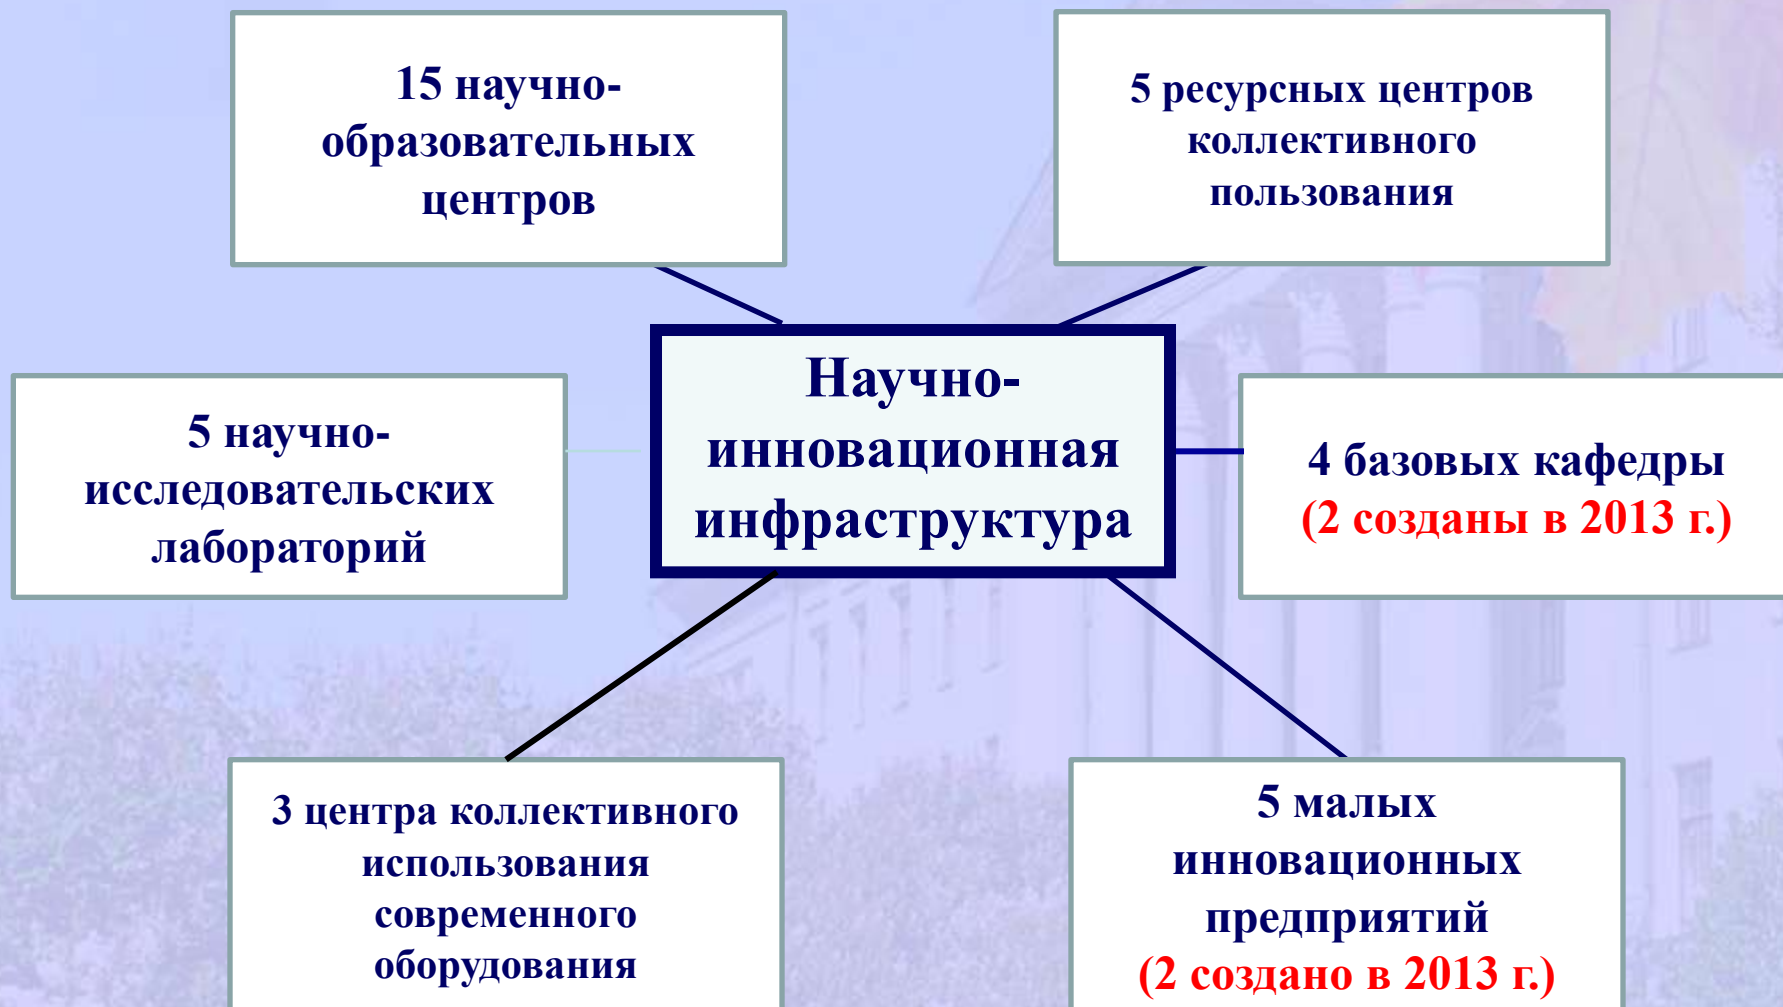 15 научно-
образовательных
центров
5 ресурсных центров
коллективного
пользования
Научно-
инновационная
инфраструктура
5 научно-
исследовательских
лабораторий
4 базовых кафедры
(2 созданы в 2013 г.)
3 центра коллективного
использования
современного
оборудования
5 малых
инновационных
предприятий
(2 создано в 2013 г.)